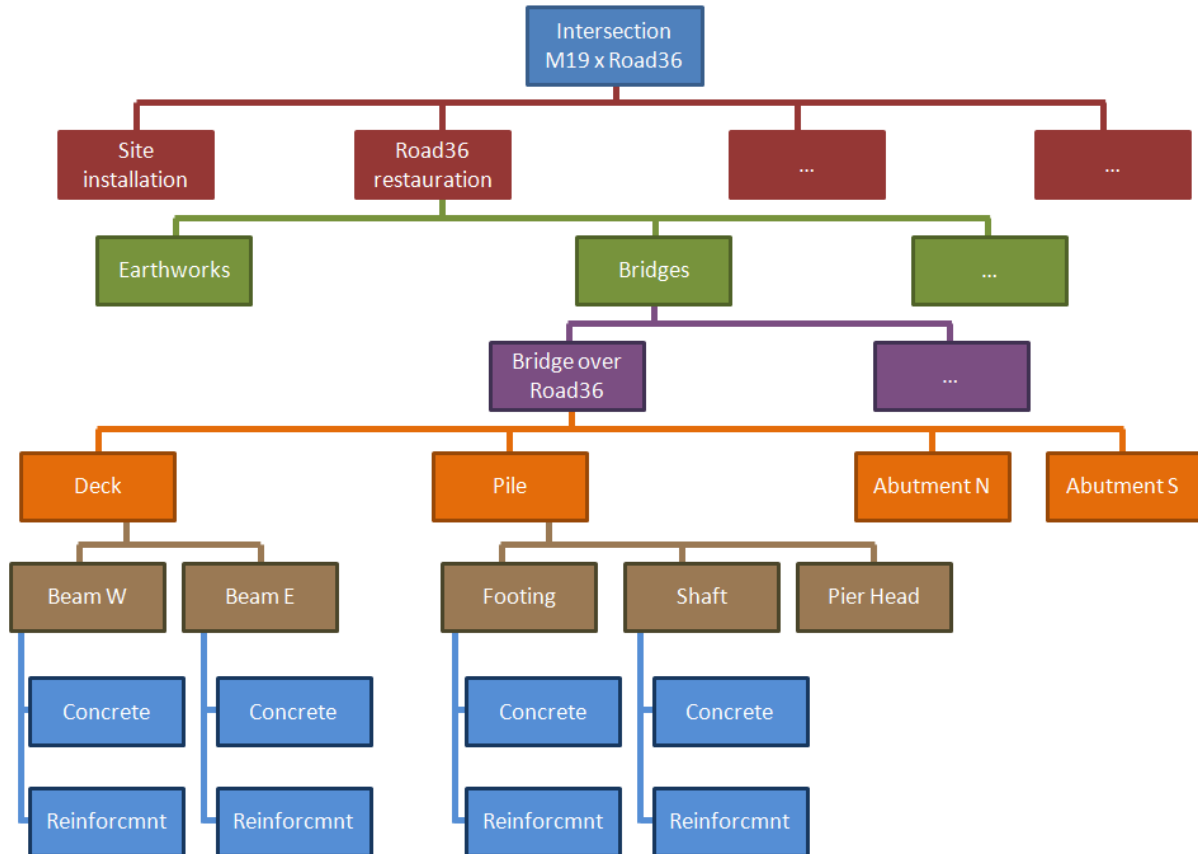 Intersection
M19 x Road36
Site
installation
Road36
restauration
...
...
Earthworks
Bridges
...
Bridge over
Road36
...
Deck
Pile
Abutment N
Abutment S
Beam W
Beam E
Footing
Shaft
Pier Head
Concrete
Concrete
Concrete
Concrete
Reinforcmnt
Reinforcmnt
Reinforcmnt
Reinforcmnt